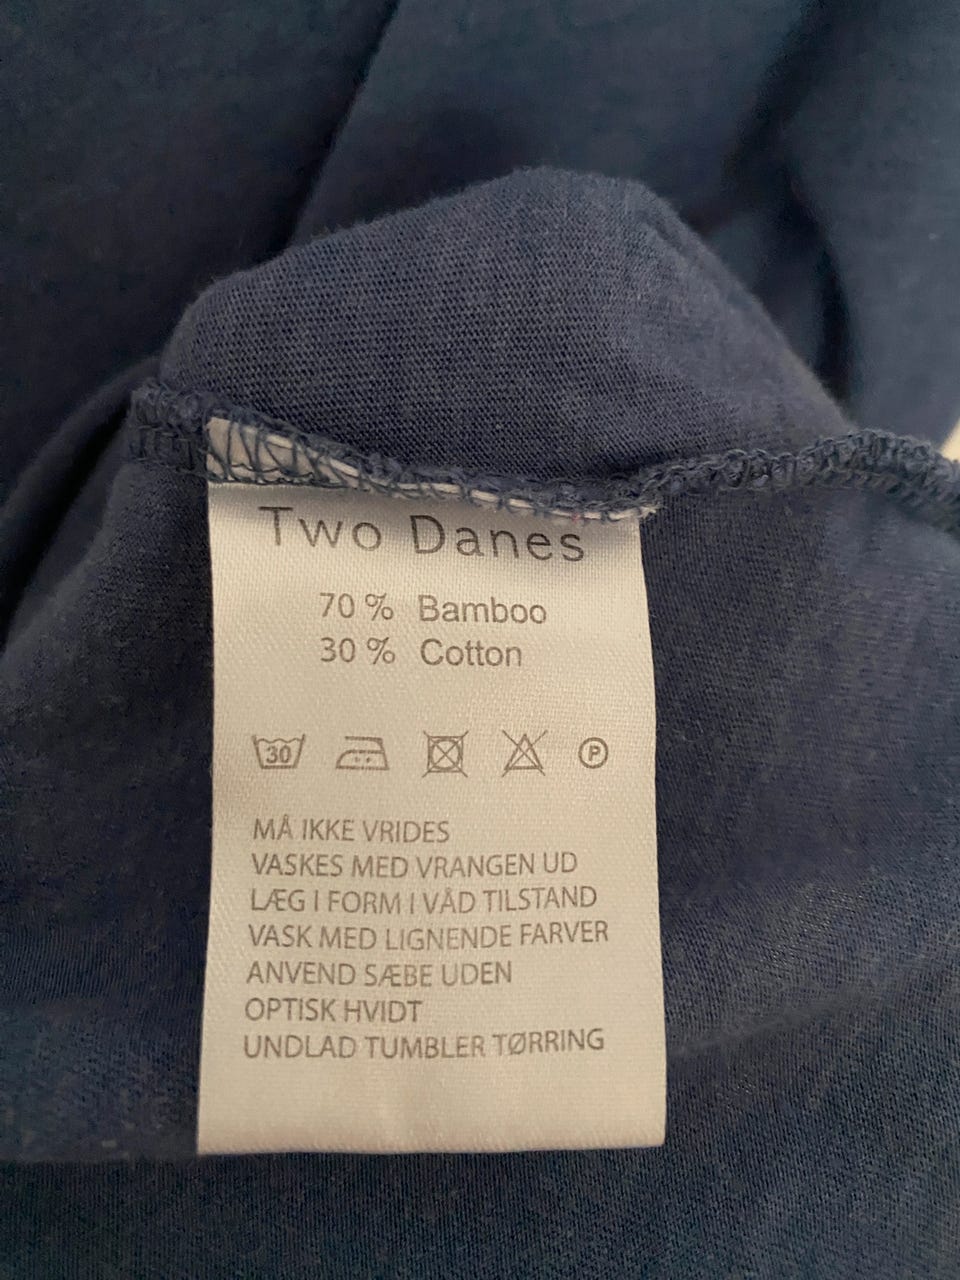 Two Danes
70 % Bamboo
30 % Cotton
30 P
MÅ IKKE VRIDES
VASKES MED VRANGEN UD
LÆG I FORM I VÅD TILSTAND
VASK MED LIGNENDE FARVER
ANVEND SÆBE UDEN
OPTISK HVIDT
UNDLAD TUMBLER TØRRING